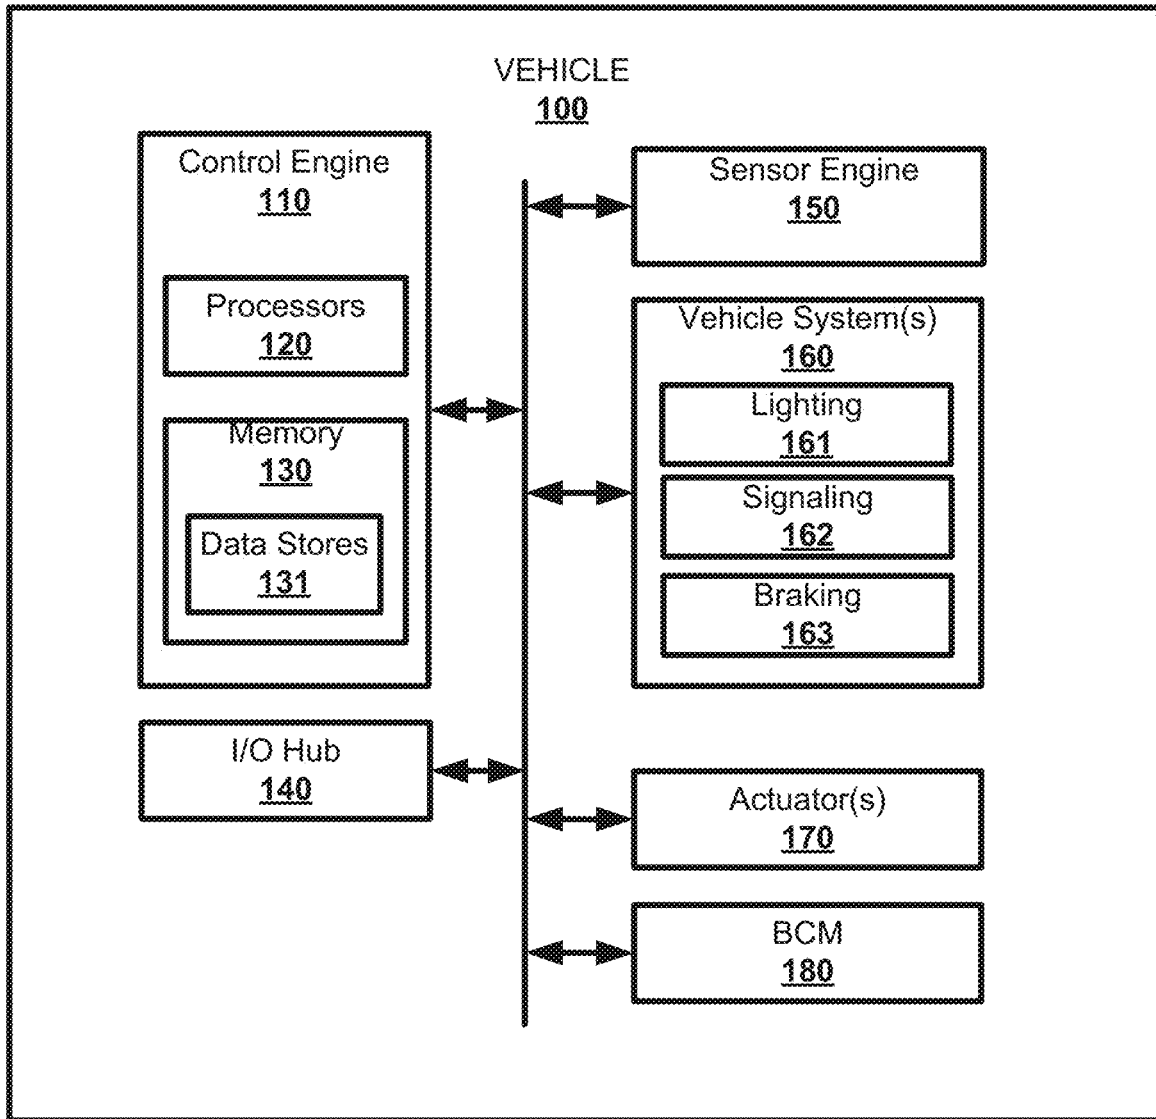 VEHICLE
100
Control Engine
110
Processors
120
Memory
130
Data Stores
131
I/O Hub
140
Sensor Engine
150
Vehicle System(s)
160
Lighting
161
Signaling
162
Braking
163
Actuator(s)
170
BCM
180